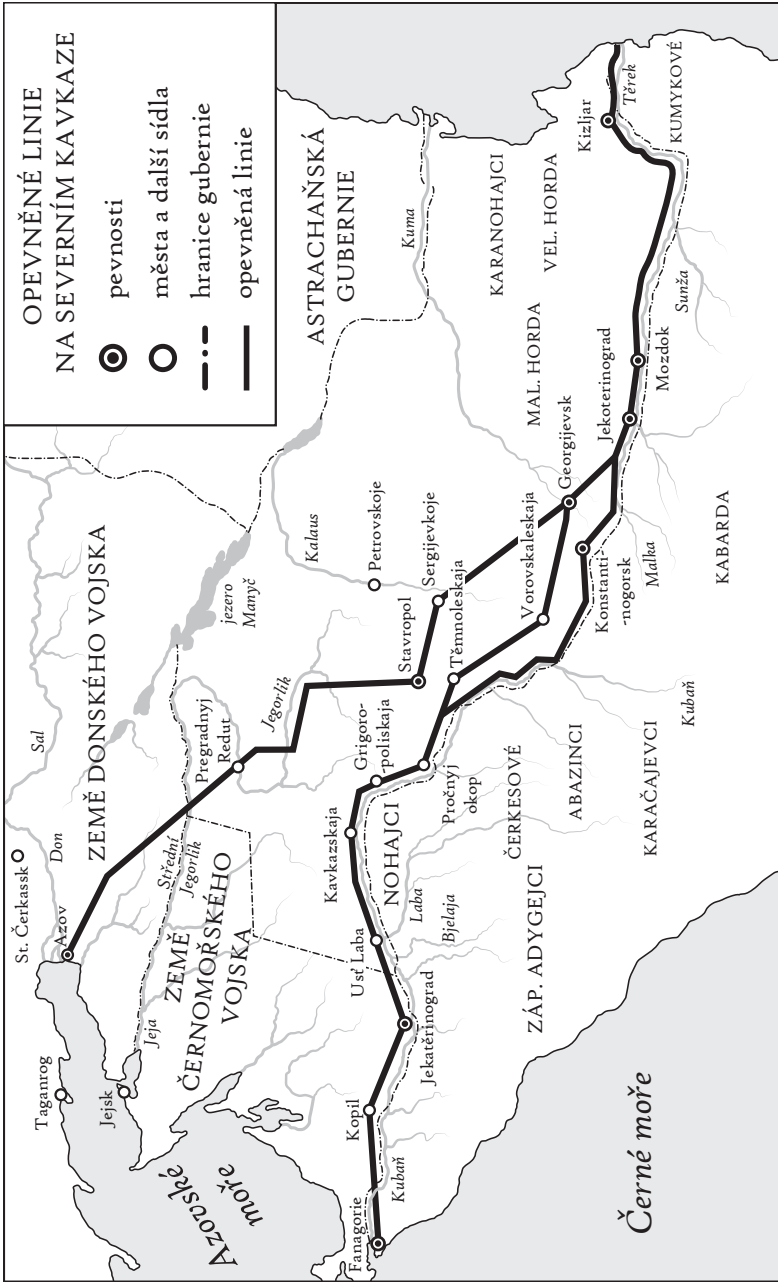 OPEVNĚNÉ LINIE
NA SEVERNÍM KAVKAZE
pevnosti
města a další sídla
hranice gubernie
opevněná linie
Taganrog
St. Čerkassk
Azov
Don
Sal
ZEMĚ DONSKÉHO VOJSKA
Jejsk
Jeja
Střední
Jegorlik
Azovské
moře
ZEMĚ
ČERNOMOŘSKÉHO
VOJSKA
Pregradnyj
Redut
Jegorlik
jezero
Manyč
Kalaus
Petrovskoje
ASTRACHAŇSKÁ
GUBERNIE
Kuma
Fanagorie
Kopil
Kubaň
Jekatěrinograd
Usť Laba
Kavkazskaja
Grigoro-
-poliskaja
Stavropol
Sergijevkoje
Těmnoleskaja
Vorovskaleskaja
Georgijevsk
MAL. HORDA
VEL. HORDA
KARANOHAJCI
Kizljar
Těrek
KUMYKOVÉ
NOHAJCI
Pročnyj
okop
Laba
Bjelaja
Konstanti-
-nogorsk
Jekoterinograd
Mozdok
Sunža
Malka
Černé moře
ZÁP. ADYGEJCI
ČERKESOVÉ
ABAZINCI
KARAČAJEVCI
Kubaň
KABARDA